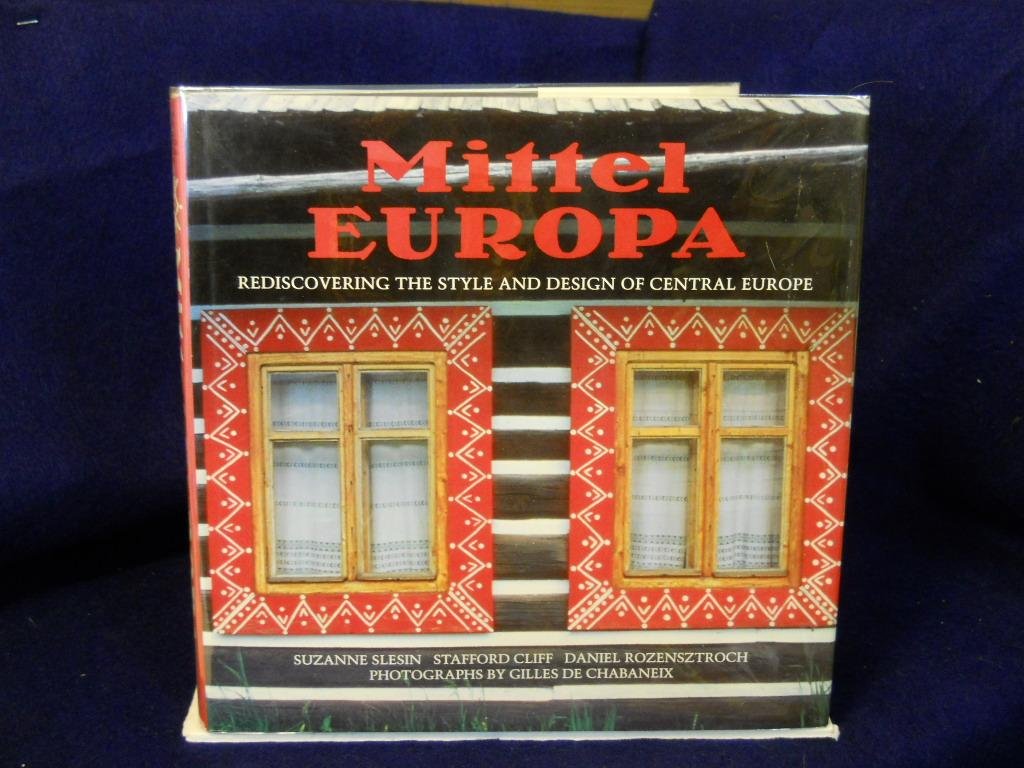 Mittel
EUROPA
REDISCOVERING THE STYLE AND DESIGN OF CENTRAL EUROPE
SUZANNE SLESIN STAFFORD CLIFF DANIEL ROZENSZTROCH
PHOTOGRAPHS BY GILLES DE CHABANEIX